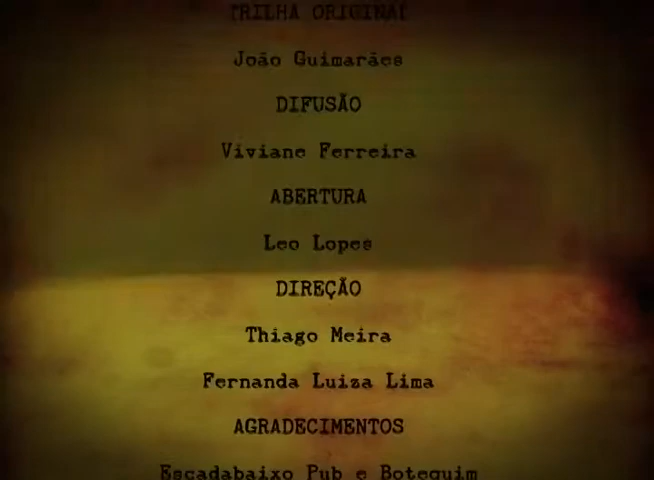 TRILHA ORIGINAL
João Guimarães
DIFUSÃO
Viviane Ferreira
ABERTURA
Leo Lopes
DIREÇÃO
Thiago Meira
Fernanda Luiza Lima
AGRADECIMENTOS
Escadabaixo Pub e Botequim